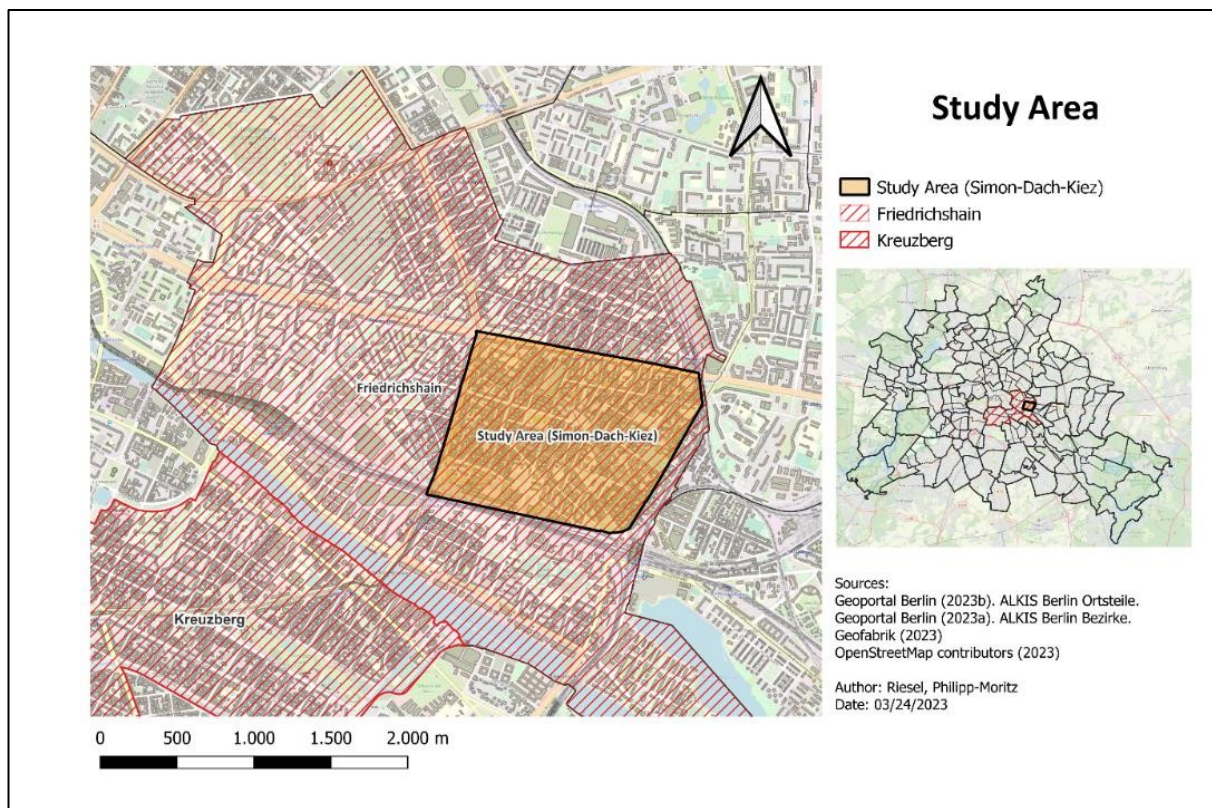 Study Area
Study Area (Simon-Dach-Kiez)
Friedrichshain
Kreuzberg
Friedrichshain
Study Area (Simon-Dach-Kiez)
Kreuzberg
Sources:
Geoportal Berlin (2023b). ALKIS Berlin Ortsteile.
Geoportal Berlin (2023a). ALKIS Berlin Bezirke.
Geofabrik (2023)
OpenStreetMap contributors (2023)
Author: Riesel, Philipp-Moritz
Date: 03/24/2023
0 500 1.000 1.500 2.000 m